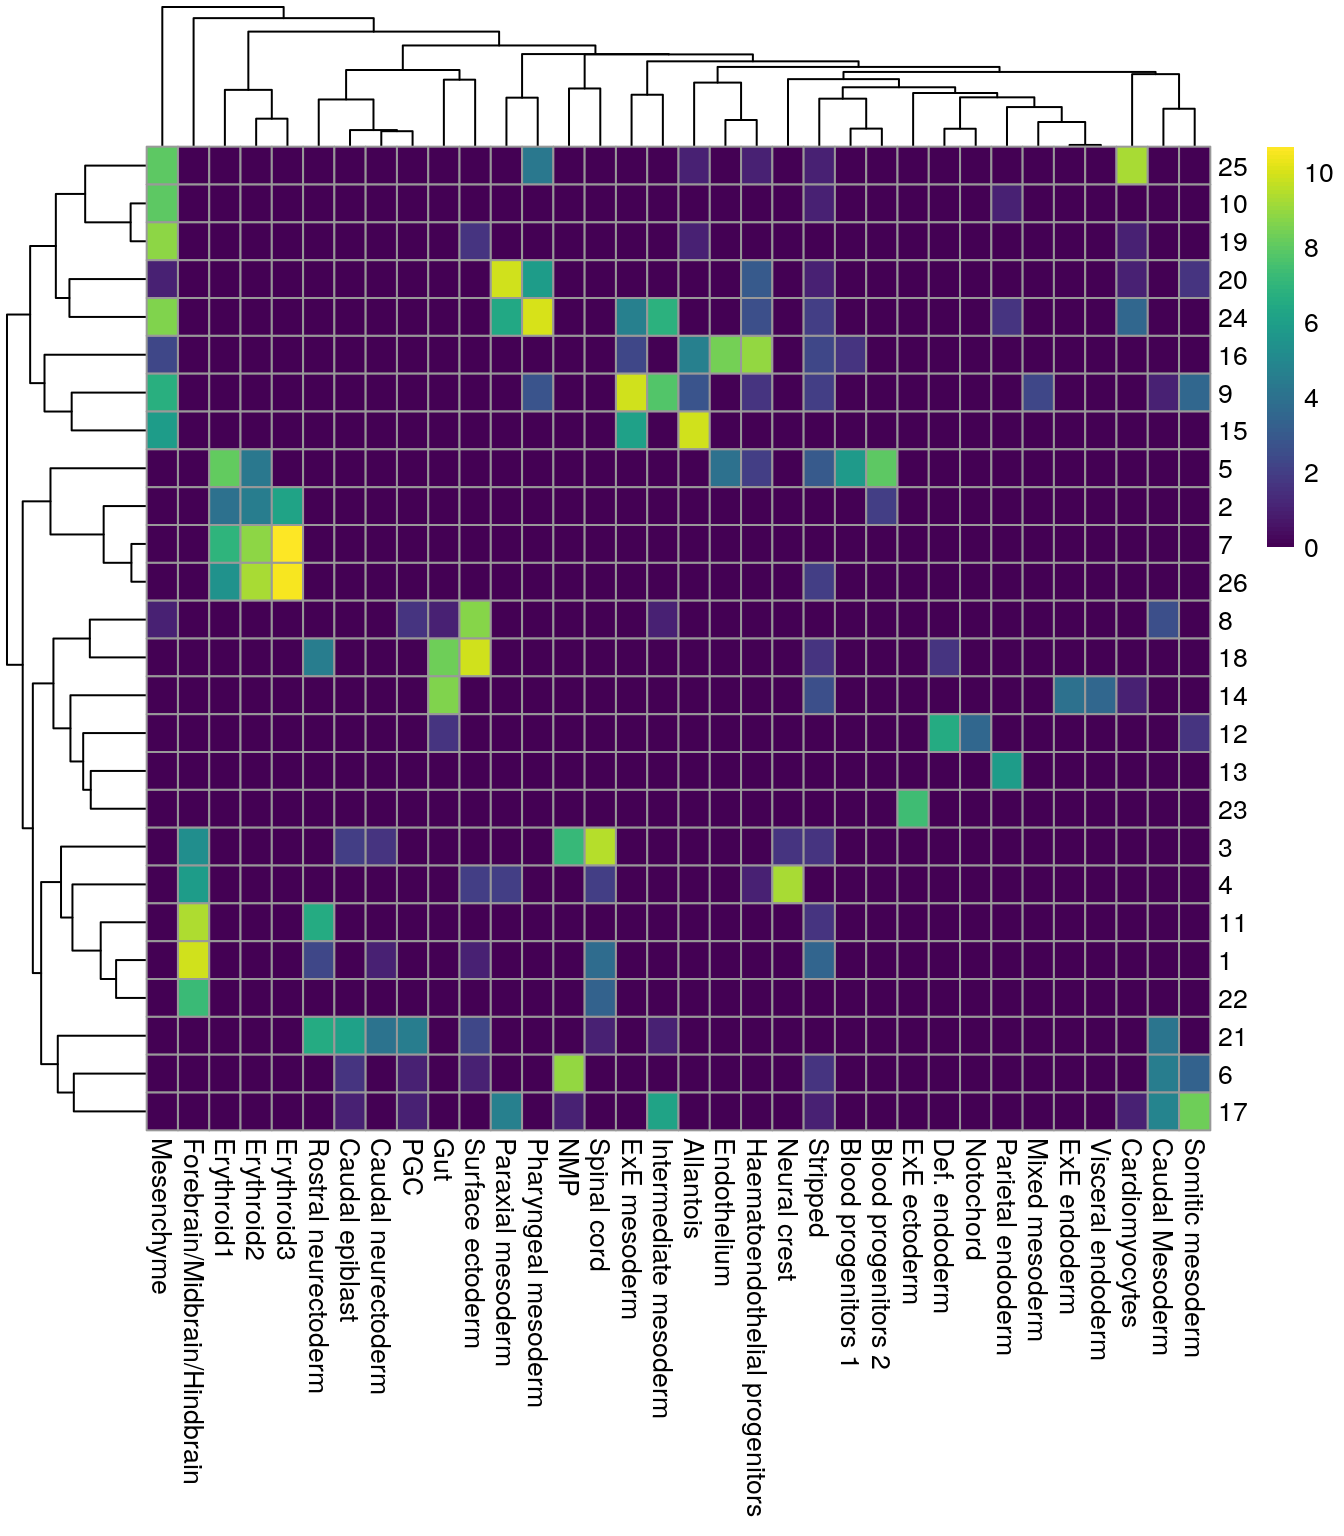 25
10
19
20
24
16
9
15
5
2
7
26
8
18
14
12
13
23
3
4
11
1
22
21
6
17
10
8
6
4
2
0
Mesenchyme
Forebrain/Midbrain/Hindbrain
Erythroid1
Erythroid2
Erythroid3
Rostral neurectoderm
Caudal epiblast
Caudal neurectoderm
PGC
Gut
Surface ectoderm
Paraxial mesoderm
Pharyngeal mesoderm
NMP
Spinal cord
ExE mesoderm
Intermediate mesoderm
Allantois
Endothelium
Haematoendothelial progenitors
Neural crest
Stripped
Blood progenitors 1
Blood progenitors 2
ExE ectoderm
Def. endoderm
Notochord
Parietal endoderm
Mixed mesoderm
ExE endoderm
Visceral endoderm
Cardiomyocytes
Caudal Mesoderm
Somitic mesoderm